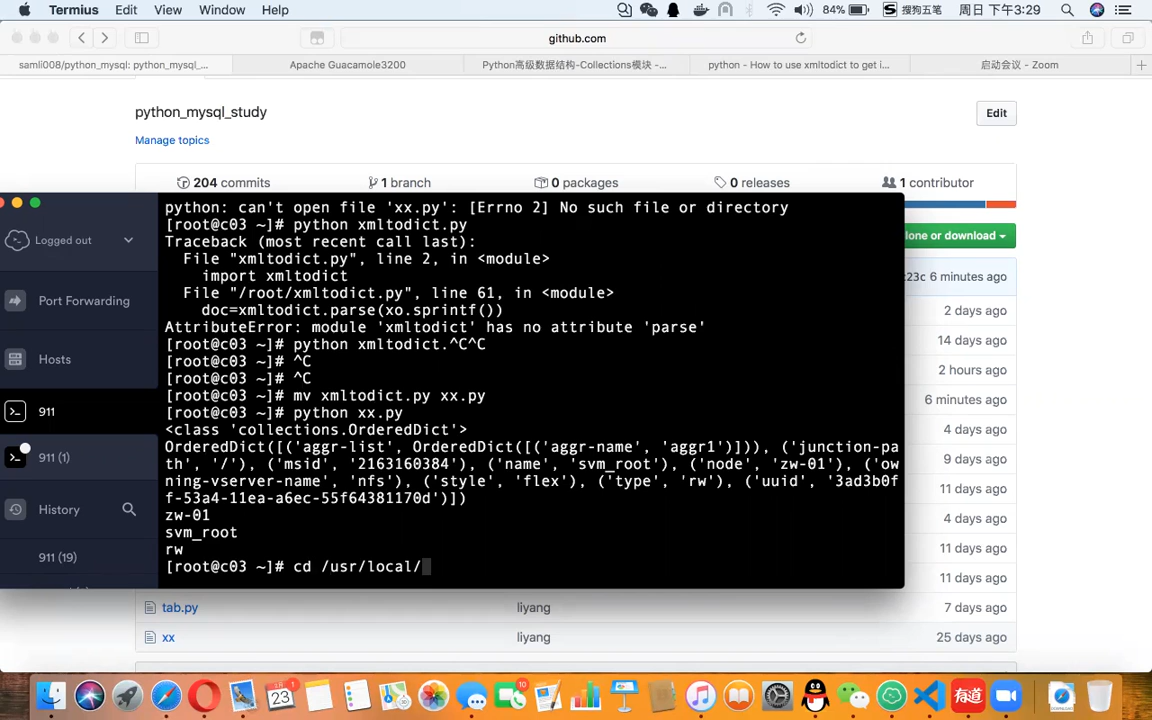 Termius Edit View Window Help 84% 搜狗五笔 周日 下午3:29
github.com
samli008/python_mysql: python_mysql_... Apache Guacamole3200 Python高级数据结构-Collections模块 -... python - How to use xmltodict to get i... 启动会议 - Zoom
python_mysql_study Edit
Manage topics
204 commits 1 branch 0 packages 0 releases 1 contributor
python: can't open file 'xx.py': [Errno 2] No such file or directory
[root@c03 ~]# python xmltodict.py
Traceback (most recent call last):
File "xmltodict.py", line 2, in <module>
import xmltodict
File "/root/xmltodict.py", line 61, in <module>
doc=xmltodict.parse(xo.sprintf())
AttributeError: module 'xmltodict' has no attribute 'parse'
[root@c03 ~]# python xmltodict.^C^C
[root@c03 ~]# ^C
[root@c03 ~]# ^C
[root@c03 ~]# mv xmltodict.py xx.py
[root@c03 ~]# python xx.py
<class 'collections.OrderedDict'>
OrderedDict([('aggr-list', OrderedDict([('aggr-name', 'aggr1')])), ('junction-pa
th', '/'), ('msid', '2163160384'), ('name', 'svm_root'), ('node', 'zw-01'), ('ow
ning-vserver-name', 'nfs'), ('style', 'flex'), ('type', 'rw'), ('uuid', '3ad3b0f
f-53a4-11ea-a6ec-55f64381170d')])
zw-01
svm_root
rw
[root@c03 ~]# cd /usr/local/
Logged out
Port Forwarding
Hosts
911
911 (1)
History
911 (19)
lone or download
c23c 6 minutes ago
2 days ago
14 days ago
2 hours ago
6 minutes ago
4 days ago
9 days ago
11 days ago
4 days ago
11 days ago
11 days ago
tab.py liyang 7 days ago
xx liyang 25 days ago
23
10
有道